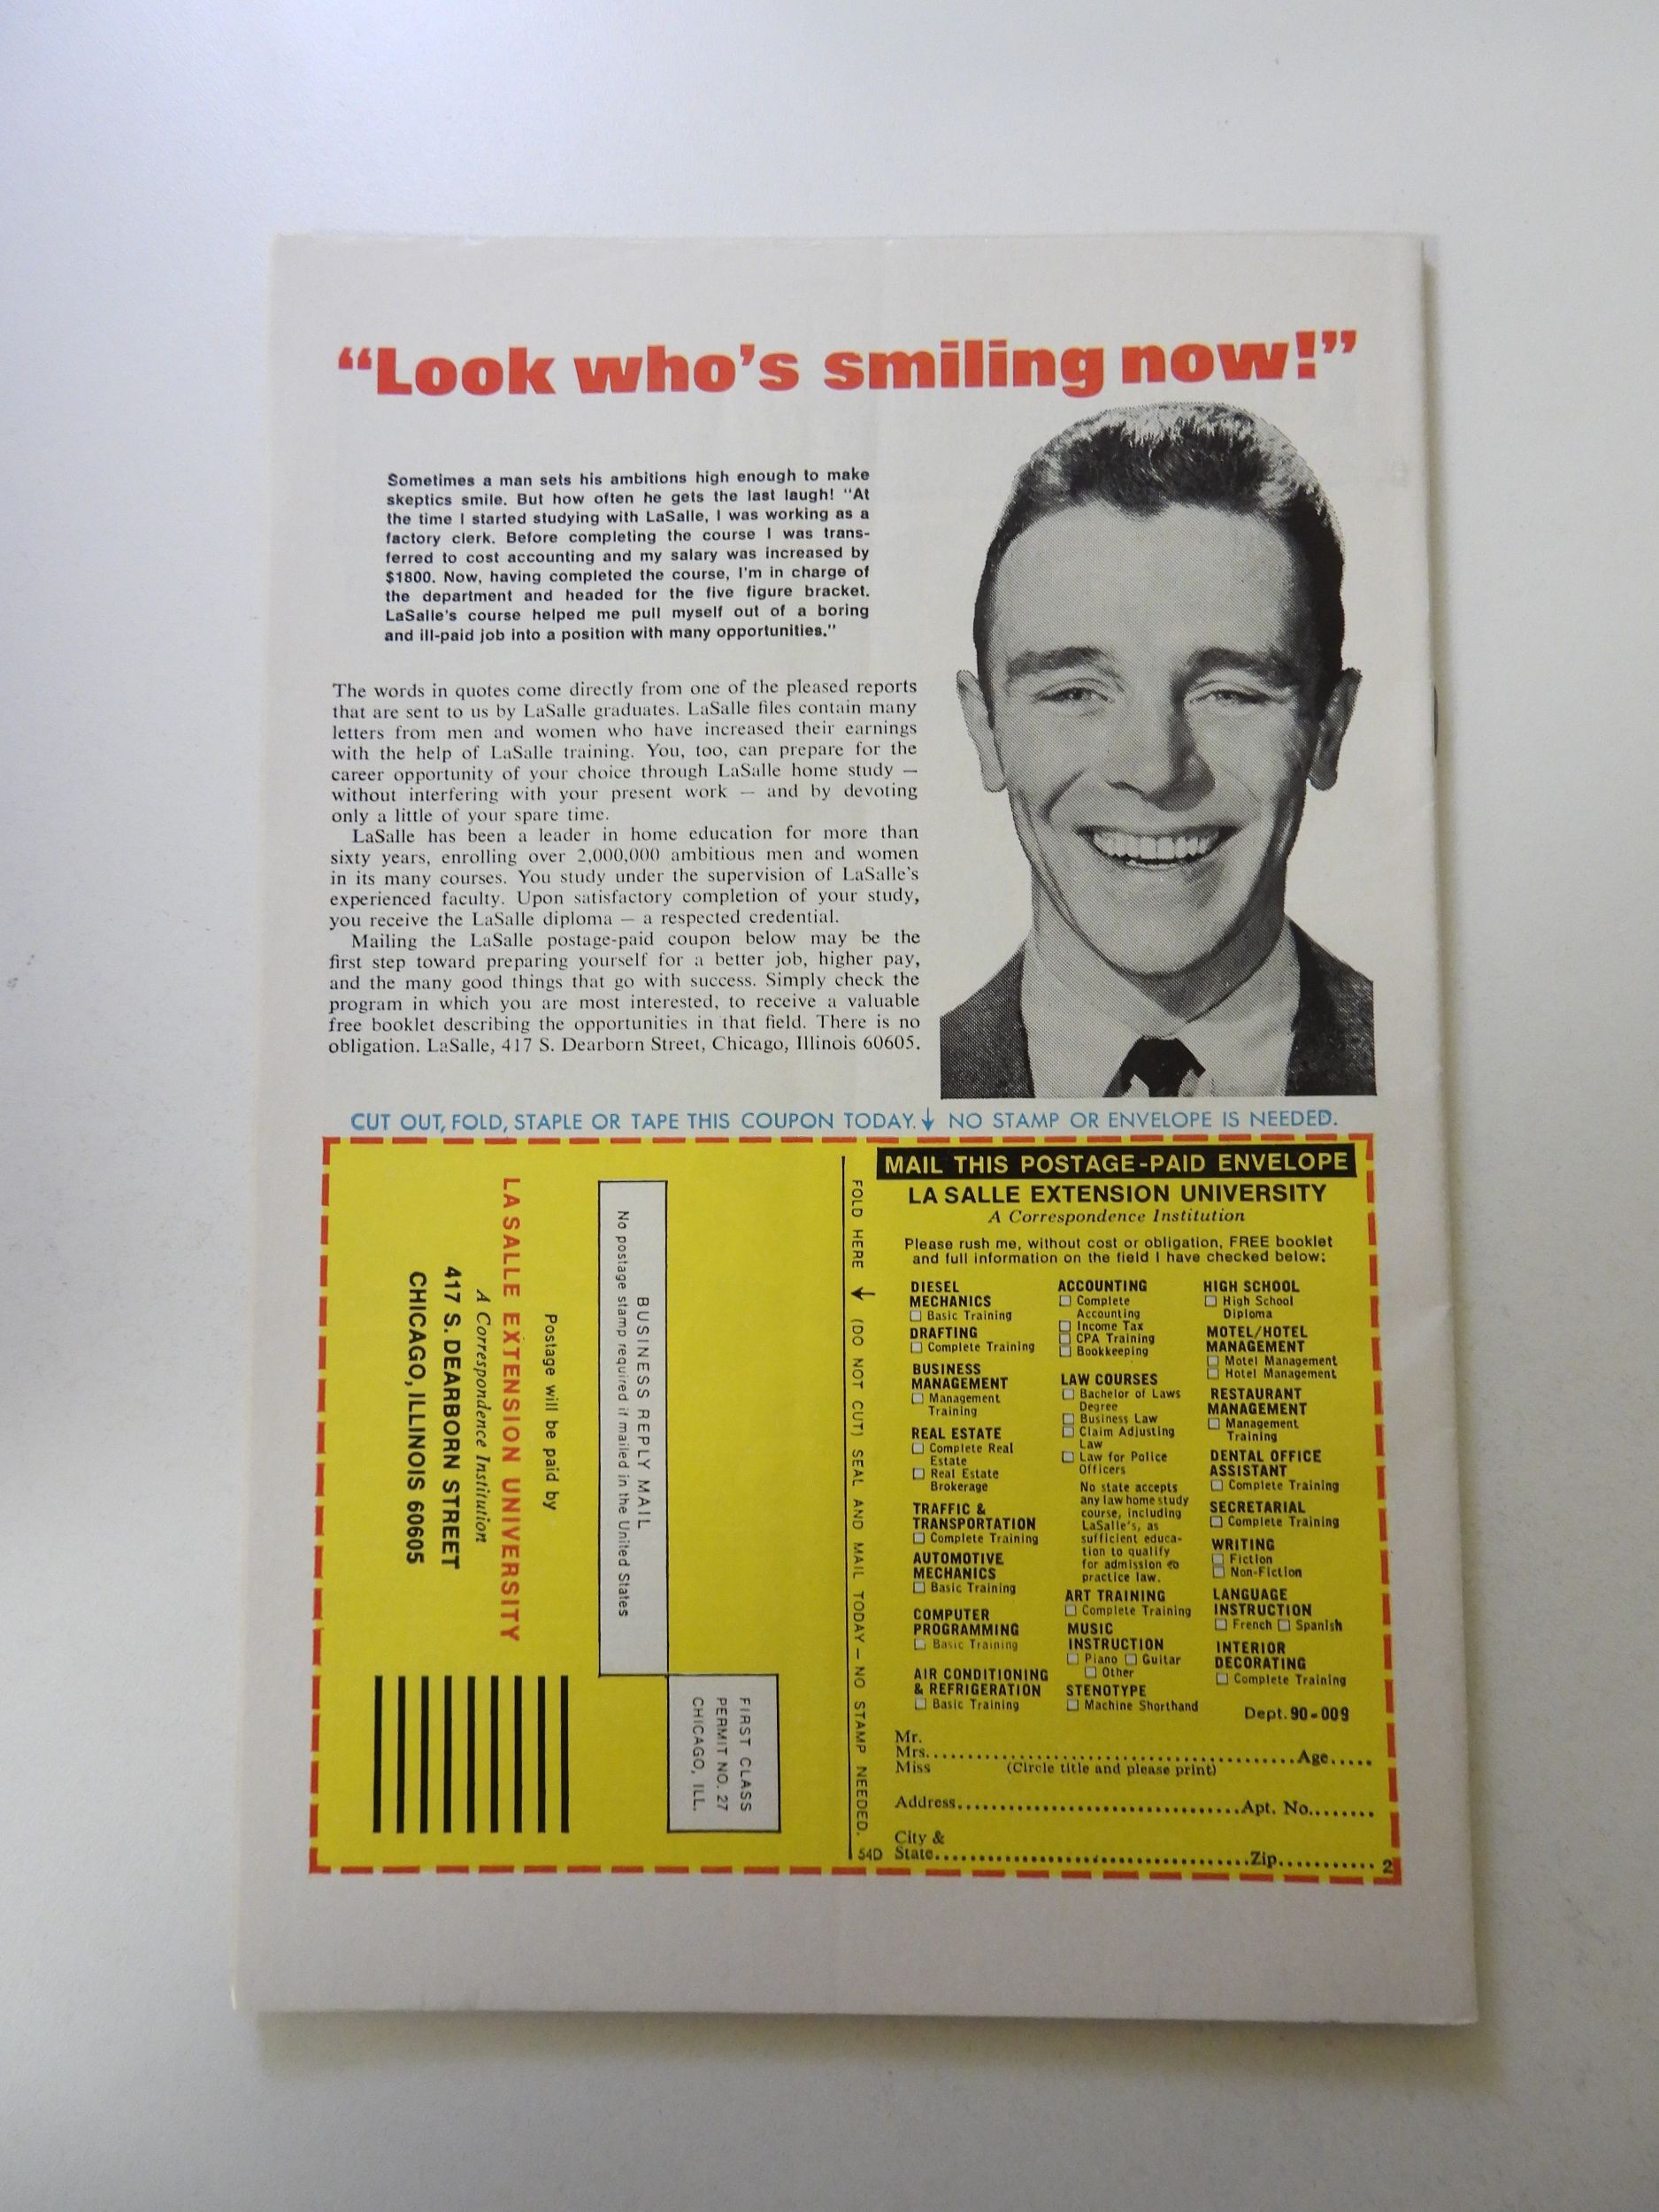 “Look who’s smiling now!”
Sometimes a man sets his ambitions high enough to make
skeptics smile. But how often he gets the last laugh! “At
the time I started studying with LaSalle, I was working as a
factory clerk. Before completing the course I was trans-
ferred to cost accounting and my salary was increased by
$1800. Now, having completed the course, I’m in charge of
the department and headed for the five figure bracket.
LaSalle’s course helped me pull myself out of a boring
and ill-paid job into a position with many opportunities.”
The words in quotes come directly from one of the pleased reports
that are sent to us by LaSalle graduates. LaSalle files contain many
letters from men and women who have increased their earnings
with the help of LaSalle training. You, too, can prepare for the
career opportunity of your choice through LaSalle home study —
without interfering with your present work — and by devoting
only a little of your spare time.
LaSalle has been a leader in home education for more than
sixty years, enrolling over 2,000,000 ambitious men and women
in its many courses. You study under the supervision of LaSalle’s
experienced faculty. Upon satisfactory completion of your study,
you receive the LaSalle diploma — a respected credential.
Mailing the LaSalle postage-paid coupon below may be the
first step toward preparing yourself for a better job, higher pay,
and the many good things that go with success. Simply check the
program in which you are most interested, to receive a valuable
free booklet describing the opportunities in that field. There is no
obligation. LaSalle, 417 S. Dearborn Street, Chicago, Illinois 60605.
CUT OUT, FOLD, STAPLE OR TAPE THIS COUPON TODAY. NO STAMP OR ENVELOPE IS NEEDED.
FIRST CLASS
PERMIT NO. 27
CHICAGO, ILL.
BUSINESS REPLY MAIL
No postage stamp required if mailed in the United States
Postage will be paid by
LA SALLE EXTENSION UNIVERSITY
A Correspondence Institution
417 S. DEARBORN STREET
CHICAGO, ILLINOIS 60605
FOLD HERE (DO NOT CUT) SEAL AND MAIL TODAY – NO STAMP NEEDED.
54D
MAIL THIS POSTAGE-PAID ENVELOPE
LA SALLE EXTENSION UNIVERSITY
A Correspondence Institution
Please rush me, without cost or obligation, FREE booklet
and full information on the field I have checked below:
DIESEL
MECHANICS
Basic Training
DRAFTING
Complete Training
BUSINESS
MANAGEMENT
Management
Training
REAL ESTATE
Complete Real
Estate
Real Estate
Brokerage
TRAFFIC &
TRANSPORTATION
Complete Training
AUTOMOTIVE
MECHANICS
Basic Training
COMPUTER
PROGRAMMING
Basic Training
AIR CONDITIONING
& REFRIGERATION
Basic Training
ACCOUNTING
Complete
Accounting
Income Tax
CPA Training
Bookkeeping
LAW COURSES
Bachelor of Laws
Degree
Business Law
Claim Adjusting
Law
Law for Police
Officers
No state accepts
any law home study
course, including
LaSalle’s, as
sufficient educa-
tion to qualify
for admission to
practice law.
ART TRAINING
Complete Training
MUSIC
INSTRUCTION
Piano Guitar
Other
STENOTYPE
Machine Shorthand
HIGH SCHOOL
High School
Diploma
MOTEL/HOTEL
MANAGEMENT
Motel Management
Hotel Management
RESTAURANT
MANAGEMENT
Management
Training
DENTAL OFFICE
ASSISTANT
Complete Training
SECRETARIAL
Complete Training
WRITING
Fiction
Non-Fiction
LANGUAGE
INSTRUCTION
French Spanish
INTERIOR
DECORATING
Complete Training
Dept. 90-009
Mr.
Mrs. Age
Miss (Circle title and please print)
Address Apt. No.
City &
State Zip 2